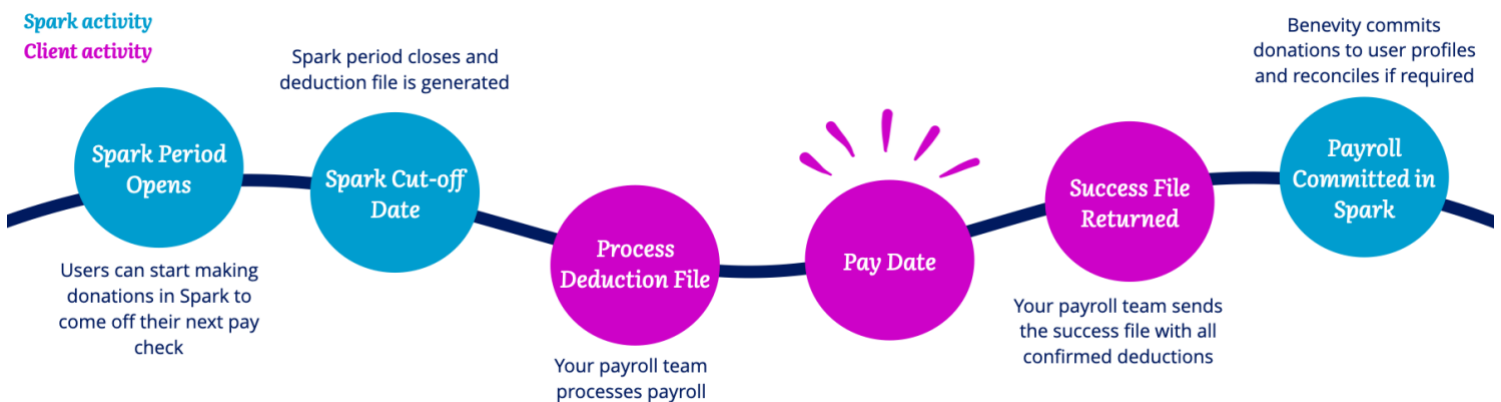 Spark activity
Client activity
Spark Period
Opens
Users can start making
donations in Spark to
come off their next pay
check
Spark period closes and
deduction file is generated
Spark Cut-off
Date
Process
Deduction File
Your payroll team
processes payroll
Pay Date
Success File
Returned
Your payroll team sends
the success file with all
confirmed deductions
Benevity commits
donations to user profiles
and reconciles if required
Payroll
Committed in
Spark